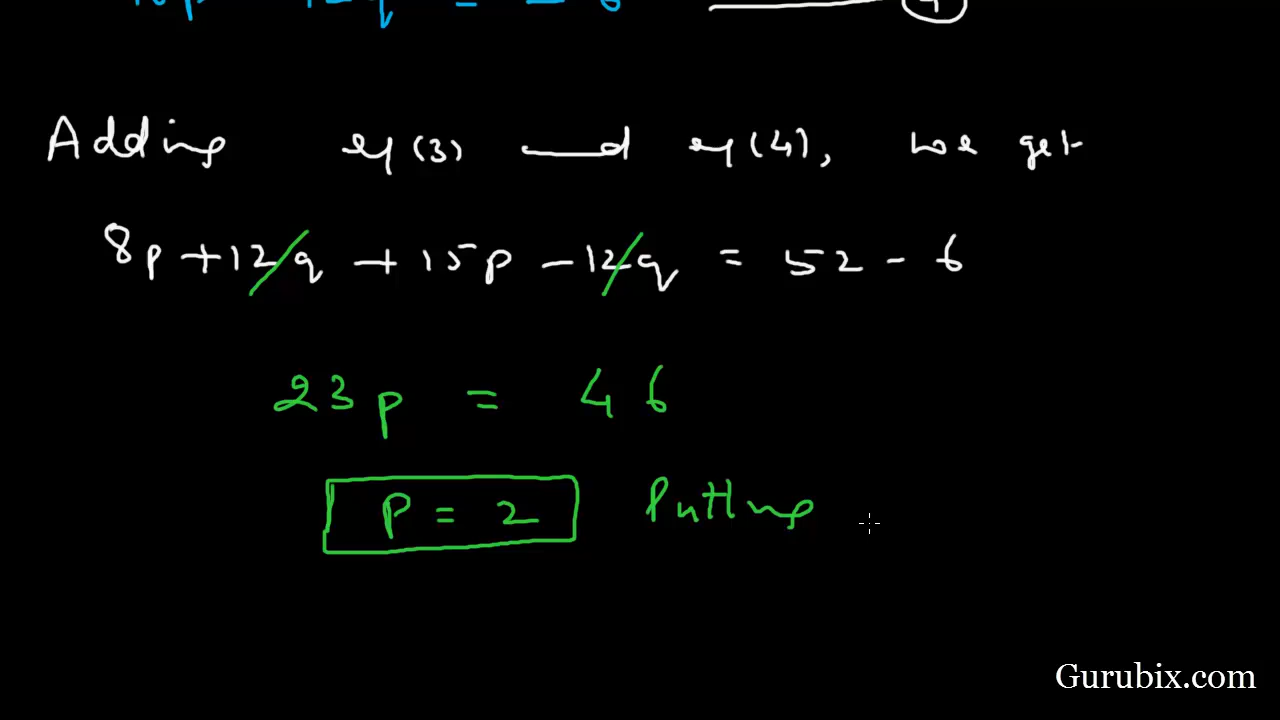 Adding eq(3) and eq(4), we get
8p + 12q + 15p - 12q = 52 - 6
23p = 46
P = 2 Putting
Gurubix.com